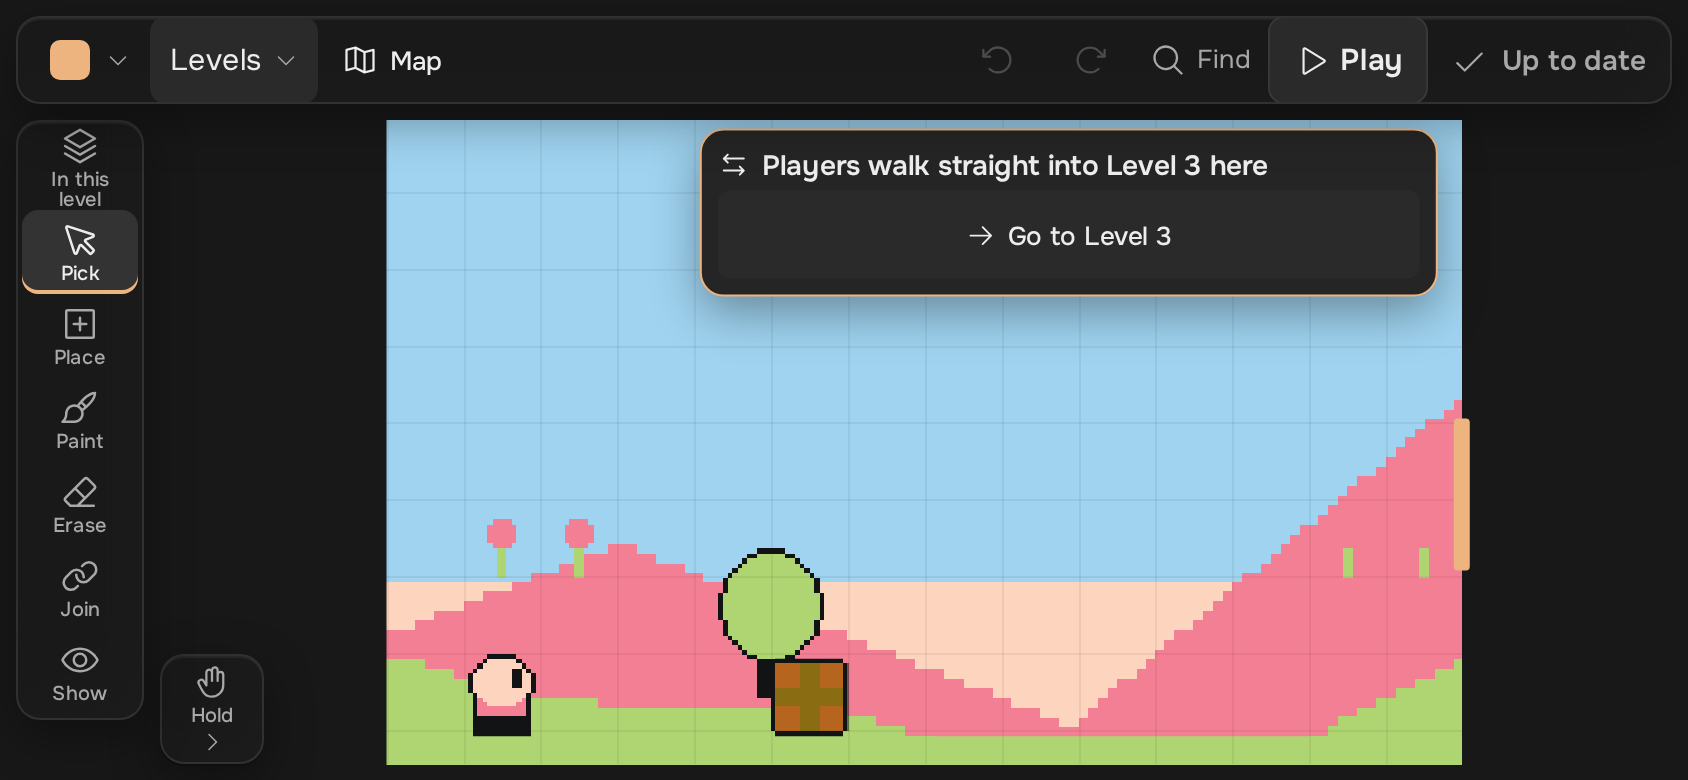 Levels
Map
Find
Play
Up to date
In this
level
Pick
Place
Paint
Erase
Join
Show
Hold
Players walk straight into Level 3 here
Go to Level 3